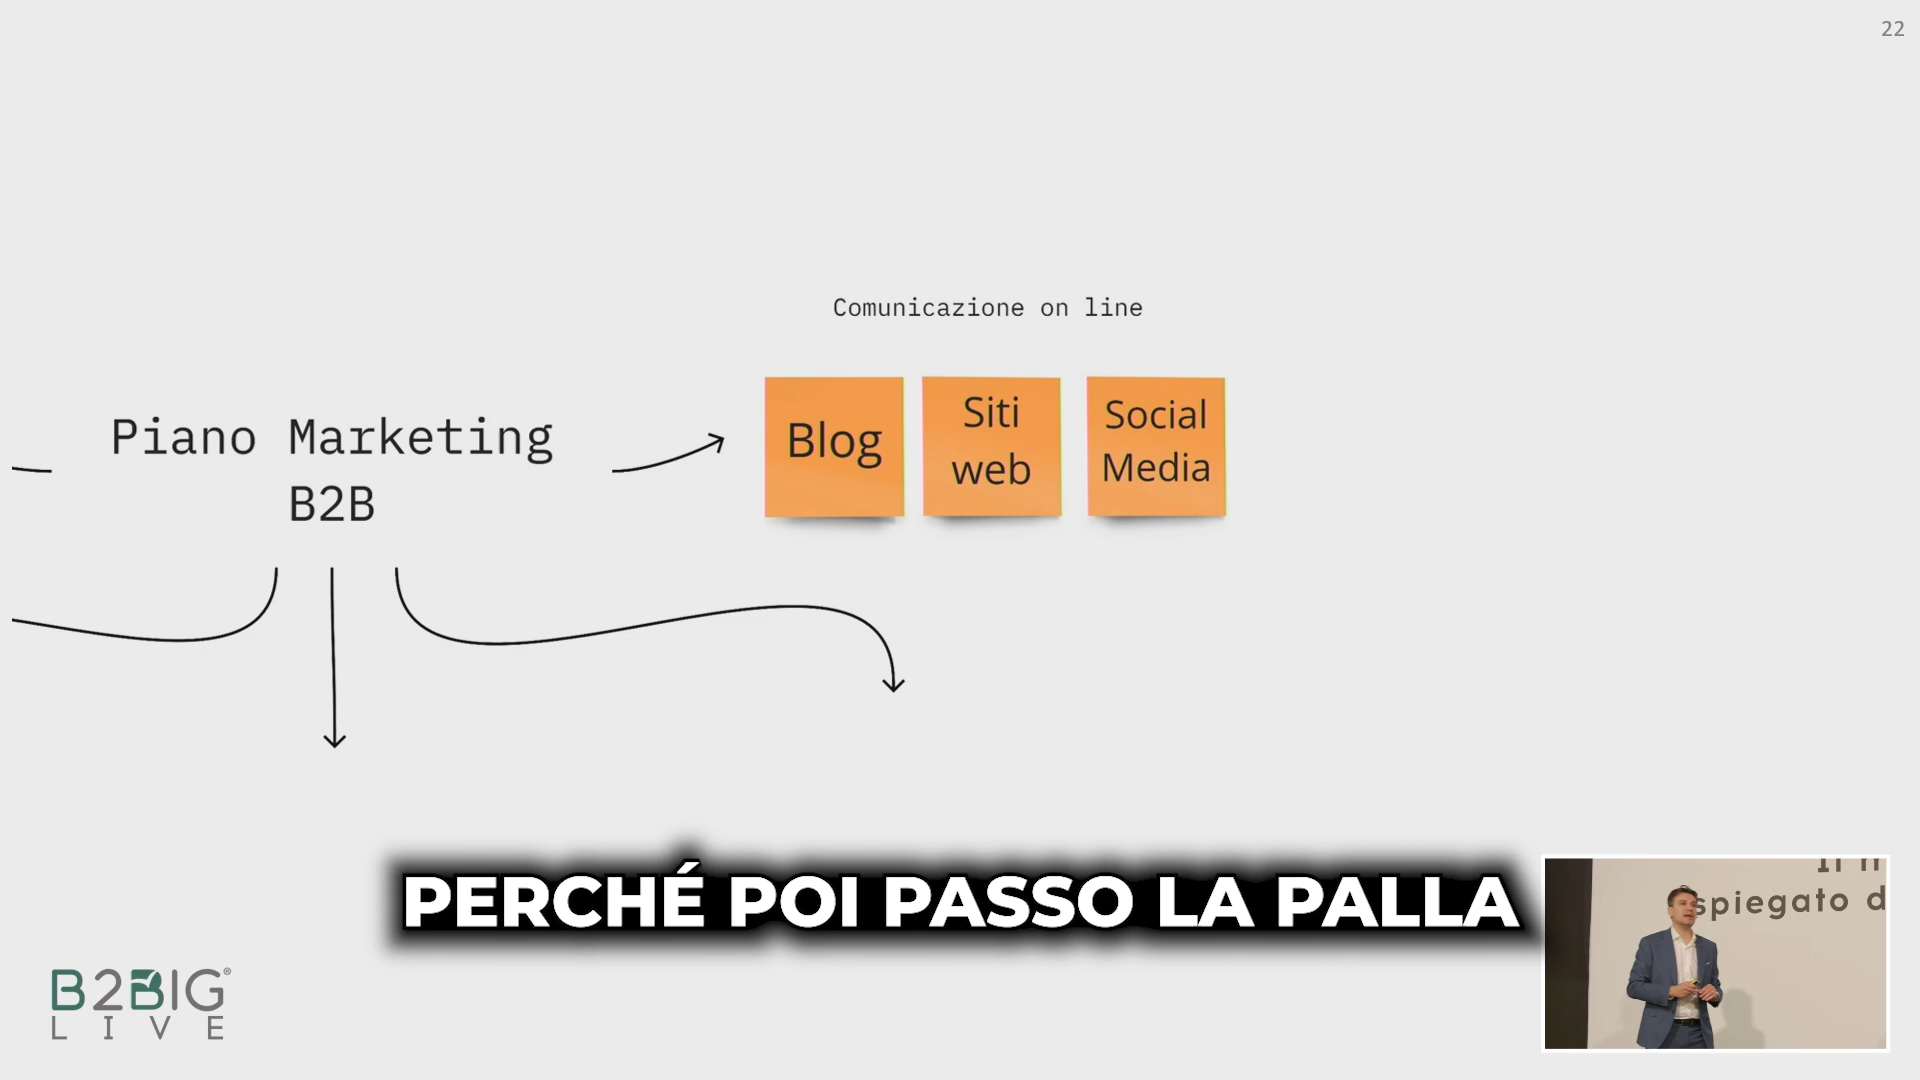 22
Comunicazione on line
Piano Marketing
B2B
Blog
Siti
web
Social
Media
PERCHÉ POI PASSO LA PALLA
spiegato d
B2BIG®
LIVE